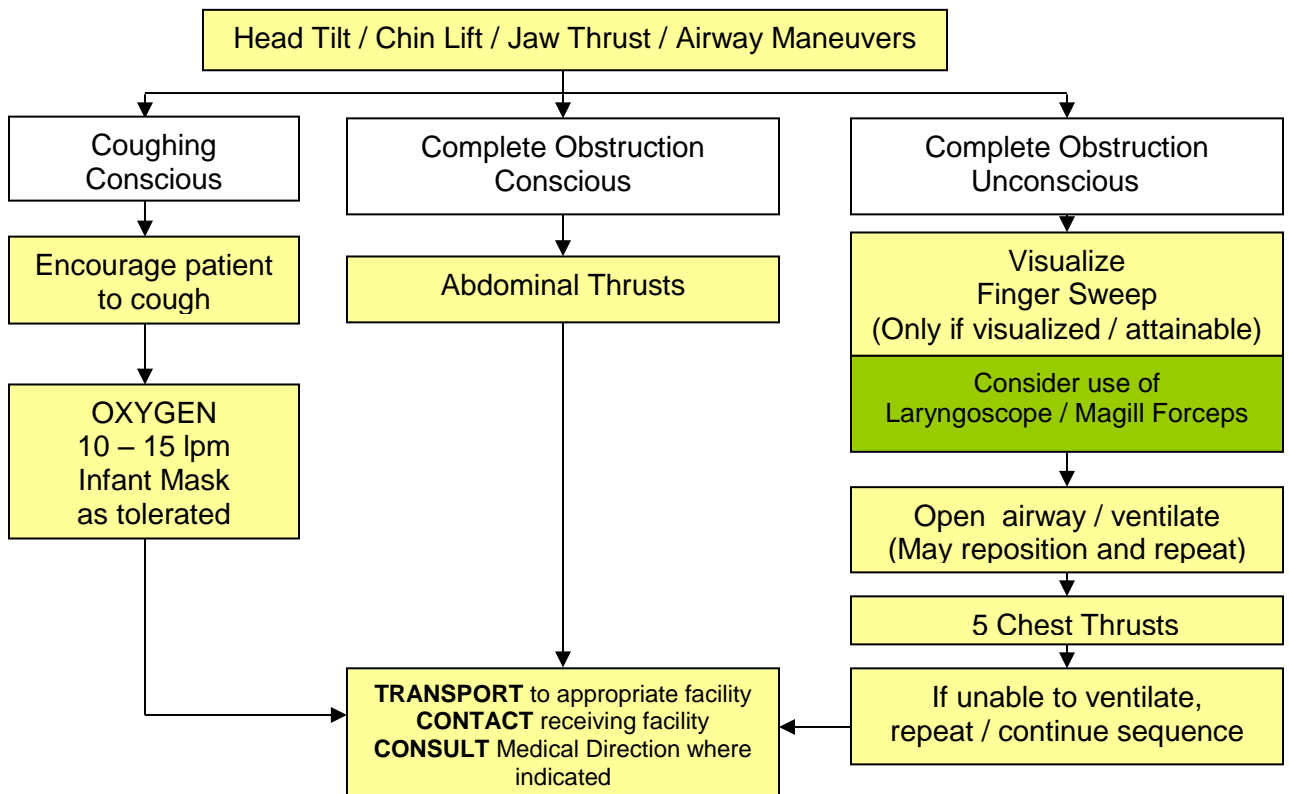 Head Tilt / Chin Lift / Jaw Thrust / Airway Maneuvers
Coughing
Conscious
Encourage patient
to cough
OXYGEN
10 – 15 lpm
Infant Mask
as tolerated
Complete Obstruction
Conscious
Abdominal Thrusts
Complete Obstruction
Unconscious
Visualize
Finger Sweep
(Only if visualized / attainable)
Consider use of
Laryngoscope / Magill Forceps
Open airway / ventilate
(May reposition and repeat)
5 Chest Thrusts
If unable to ventilate,
repeat / continue sequence
TRANSPORT to appropriate facility
CONTACT receiving facility
CONSULT Medical Direction where
indicated